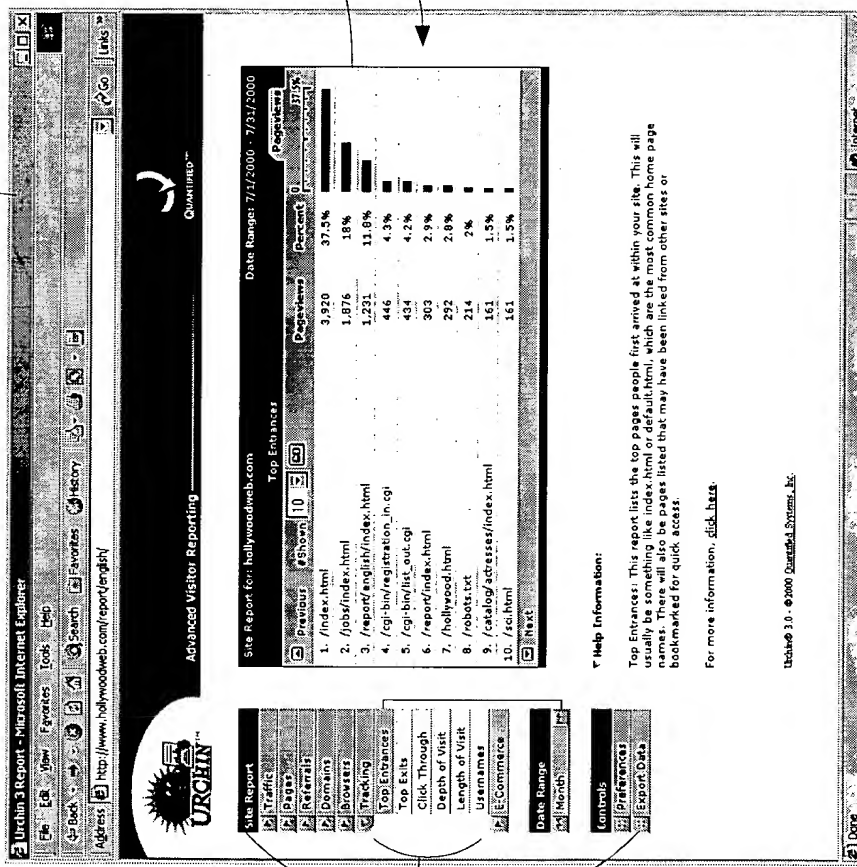 Urchin 3 Report - Microsoft Internet Explorer
File Edit View Favorites Tools Help
Back Search Favorites History
Address http://www.hollywoodweb.com/report/english/ Go Links »
URCHIN™
Advanced Visitor Reporting
QUANTIFIED™
Site Report
Traffic
Pages
Referrals
Domains
Browsers
Tracking
Top Entrances
Top Exits
Click Through
Depth of Visit
Length of Visit
Usernames
E-Commerce
Date Range
Month
Controls
Preferences
Export Data
Site Report for: hollywoodweb.com Date Range: 7/1/2000 - 7/31/2000
Top Entrances Pageviews
Previous #Shown 10 GO Pageviews Percent 0 37.5%
1. /index.html 3,920 37.5%
2. /jobs/index.html 1,876 18%
3. /report/english/index.html 1,231 11.8%
4. /cgi-bin/registration_in.cgi 446 4.3%
5. /cgi-bin/list_out.cgi 434 4.2%
6. /report/index.html 303 2.9%
7. /hollywood.html 292 2.8%
8. /robots.txt 214 2%
9. /catalog/actresses/index.html 161 1.5%
10. /sci.html 161 1.5%
Next
▼ Help Information:
Top Entrances: This report lists the top pages people first arrived at within your site. This will
usually be something like index.html or default.html, which are the most common home page
names. There will also be pages listed that may have been linked from other sites or
bookmarked for quick access.
For more information, click here.
Urchin® 3.0 - ©2000 Quantified Systems, Inc.
Done Internet